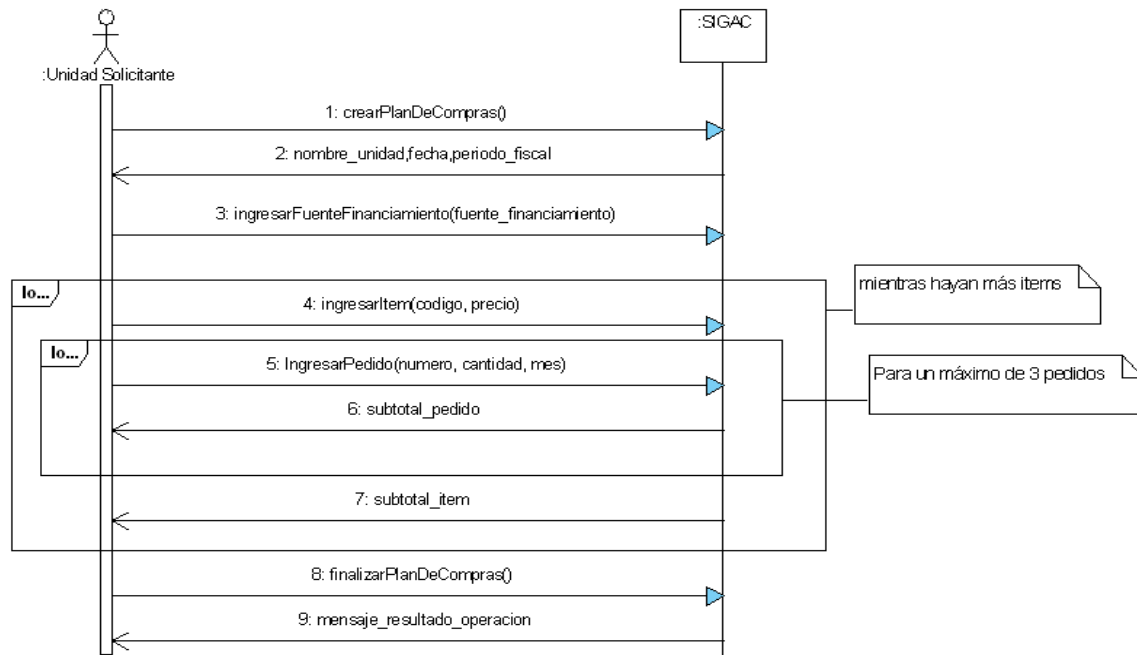 :SIGAC
:Unidad Solicitante
1: crearPlanDeCompras()
2: nombre_unidad,fecha,periodo_fiscal
3: ingresarFuenteFinanciamiento(fuente_financiamiento)
lo...
mientras hayan más items
4: ingresarItem(codigo, precio)
lo...
5: IngresarPedido(numero, cantidad, mes)
Para un máximo de 3 pedidos
6: subtotal_pedido
7: subtotal_item
8: finalizarPlanDeCompras()
9: mensaje_resultado_operacion